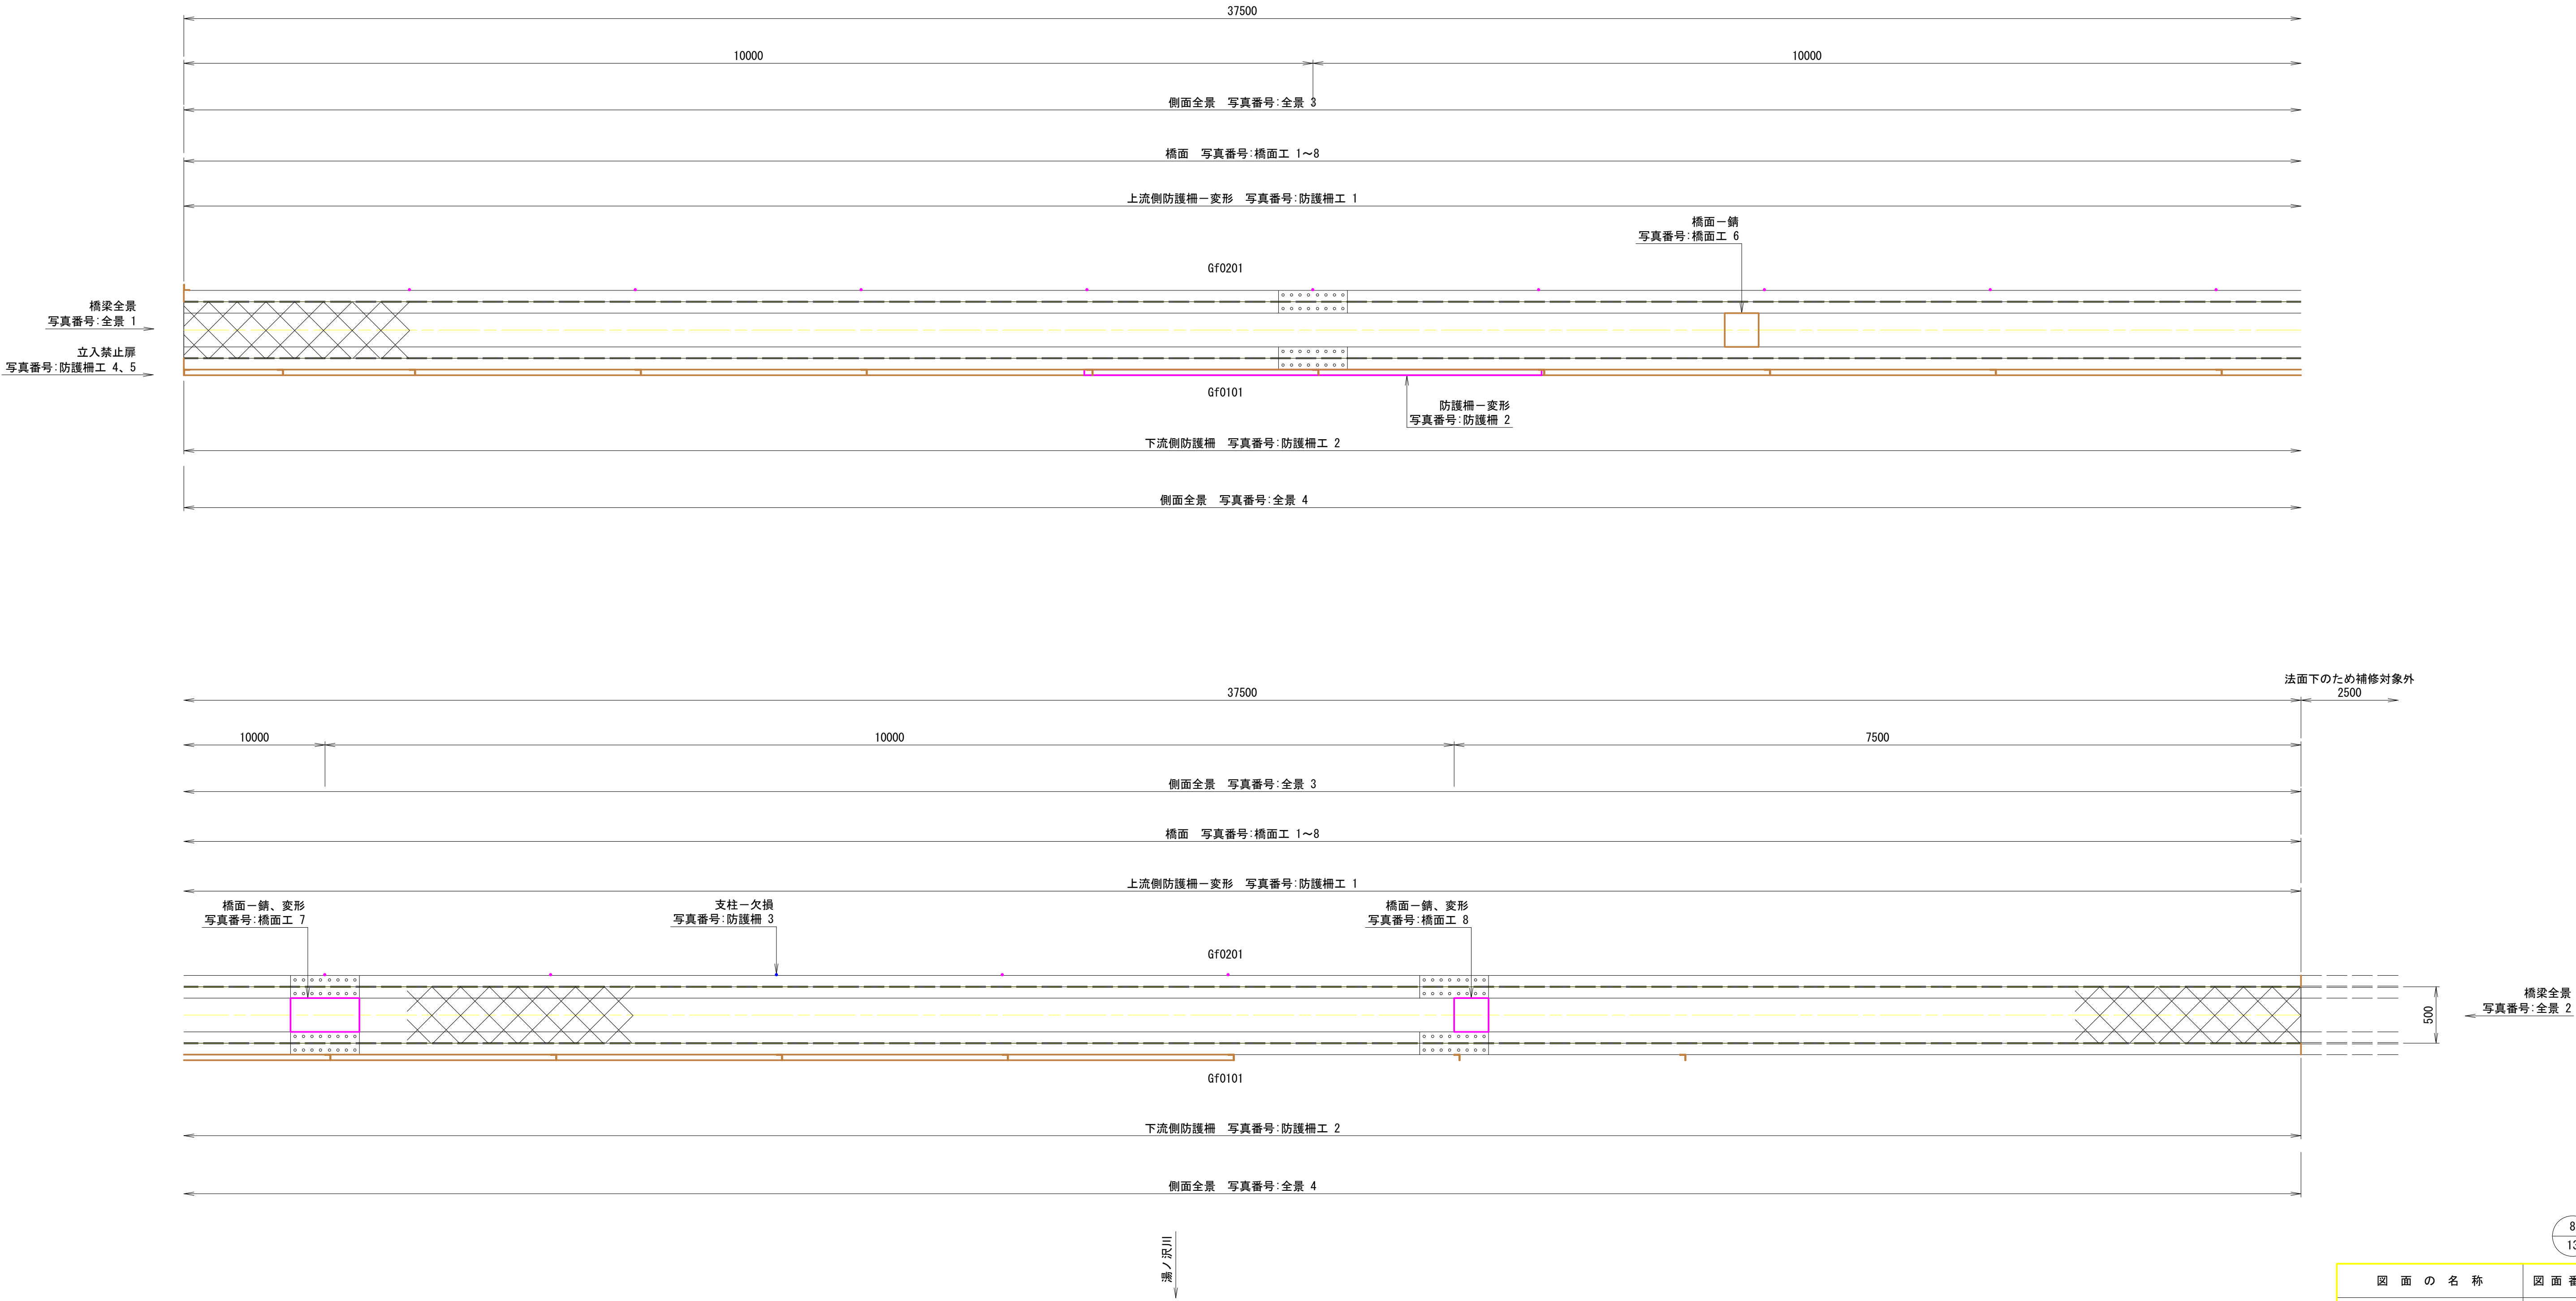 37500
10000
10000
側面全景　写真番号:全景 3
橋面　写真番号:橋面工 1～8
上流側防護柵－変形　写真番号:防護柵工 1
橋面－錆
写真番号:橋面工 6
Gf0201
橋梁全景
写真番号:全景 1
立入禁止扉
写真番号:防護柵工 4、5
Gf0101
防護柵－変形
写真番号:防護柵 2
下流側防護柵　写真番号:防護柵工 2
側面全景　写真番号:全景 4
37500
法面下のため補修対象外
2500
10000
10000
7500
側面全景　写真番号:全景 3
橋面　写真番号:橋面工 1～8
上流側防護柵－変形　写真番号:防護柵工 1
橋面－錆、変形
写真番号:橋面工 7
支柱－欠損
写真番号:防護柵 3
橋面－錆、変形
写真番号:橋面工 8
Gf0201
500
橋梁全景
写真番号:全景 2
Gf0101
下流側防護柵　写真番号:防護柵工 2
側面全景　写真番号:全景 4
湯ノ沢川
8
13
図 面 の 名 称
図 面